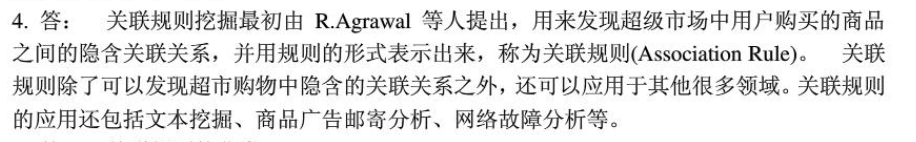 4. 答： 关联规则挖掘最初由 R.Agrawal 等人提出，用来发现超级市场中用户购买的商品
之间的隐含关联关系，并用规则的形式表示出来，称为关联规则(Association Rule)。 关联
规则除了可以发现超市购物中隐含的关联关系之外，还可以应用于其他很多领域。关联规则
的应用还包括文本挖掘、商品广告邮寄分析、网络故障分析等。